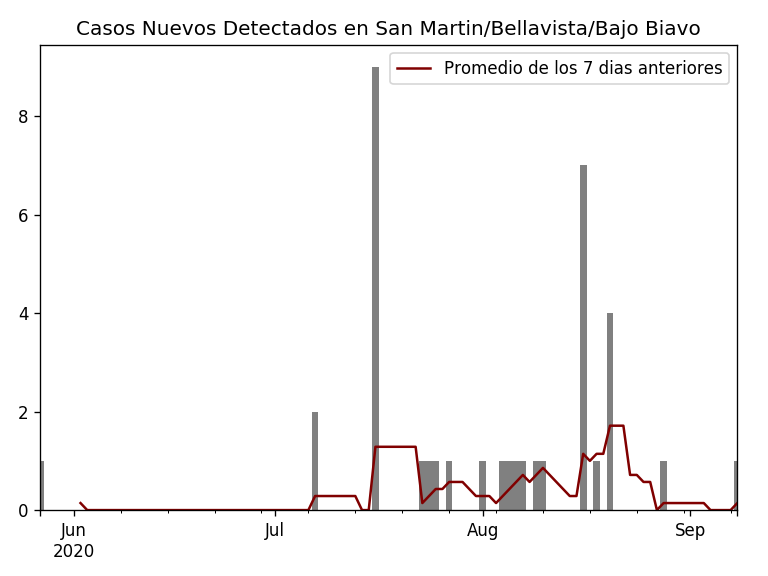 Casos Nuevos Detectados en San Martin/Bellavista/Bajo Biavo
Promedio de los 7 dias anteriores
8
6
4
2
0
Jun Jul Aug Sep
2020